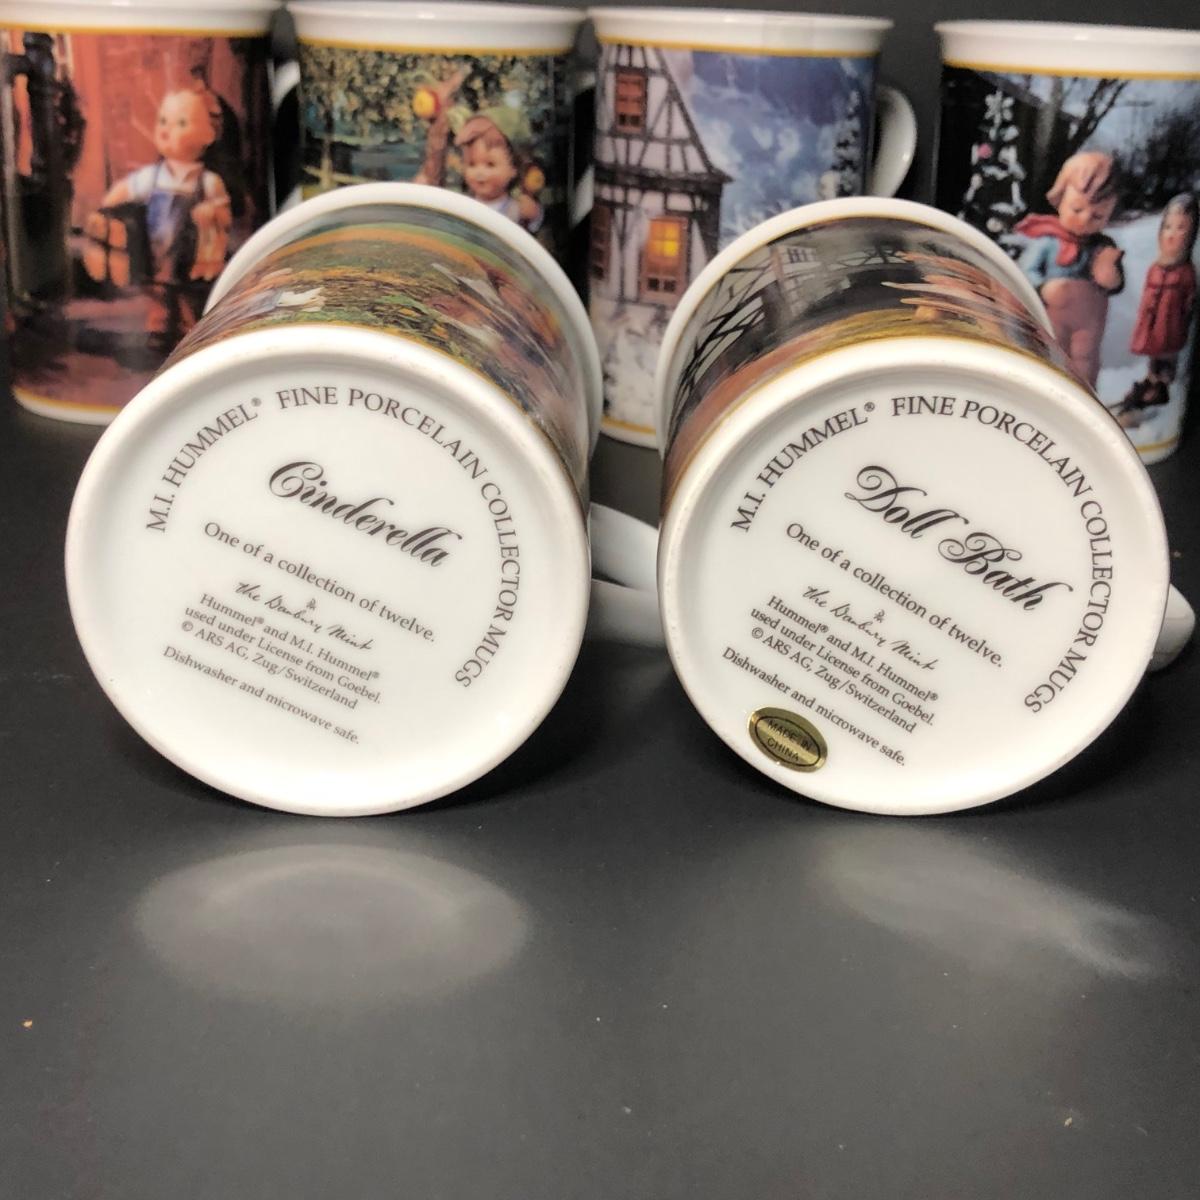 M.I. HUMMEL® FINE PORCELAIN COLLECTOR MUGS
Cinderella
One of a collection of twelve.
the Danbury Mint
Hummel® and M.I. Hummel®
used under License from Goebel.
© ARS AG, Zug/Switzerland
Dishwasher and microwave safe.
M.I. HUMMEL® FINE PORCELAIN COLLECTOR MUGS
Doll Bath
One of a collection of twelve.
the Danbury Mint
Hummel® and M.I. Hummel®
used under License from Goebel.
© ARS AG, Zug/Switzerland
Dishwasher and microwave safe.
MADE IN
CHINA